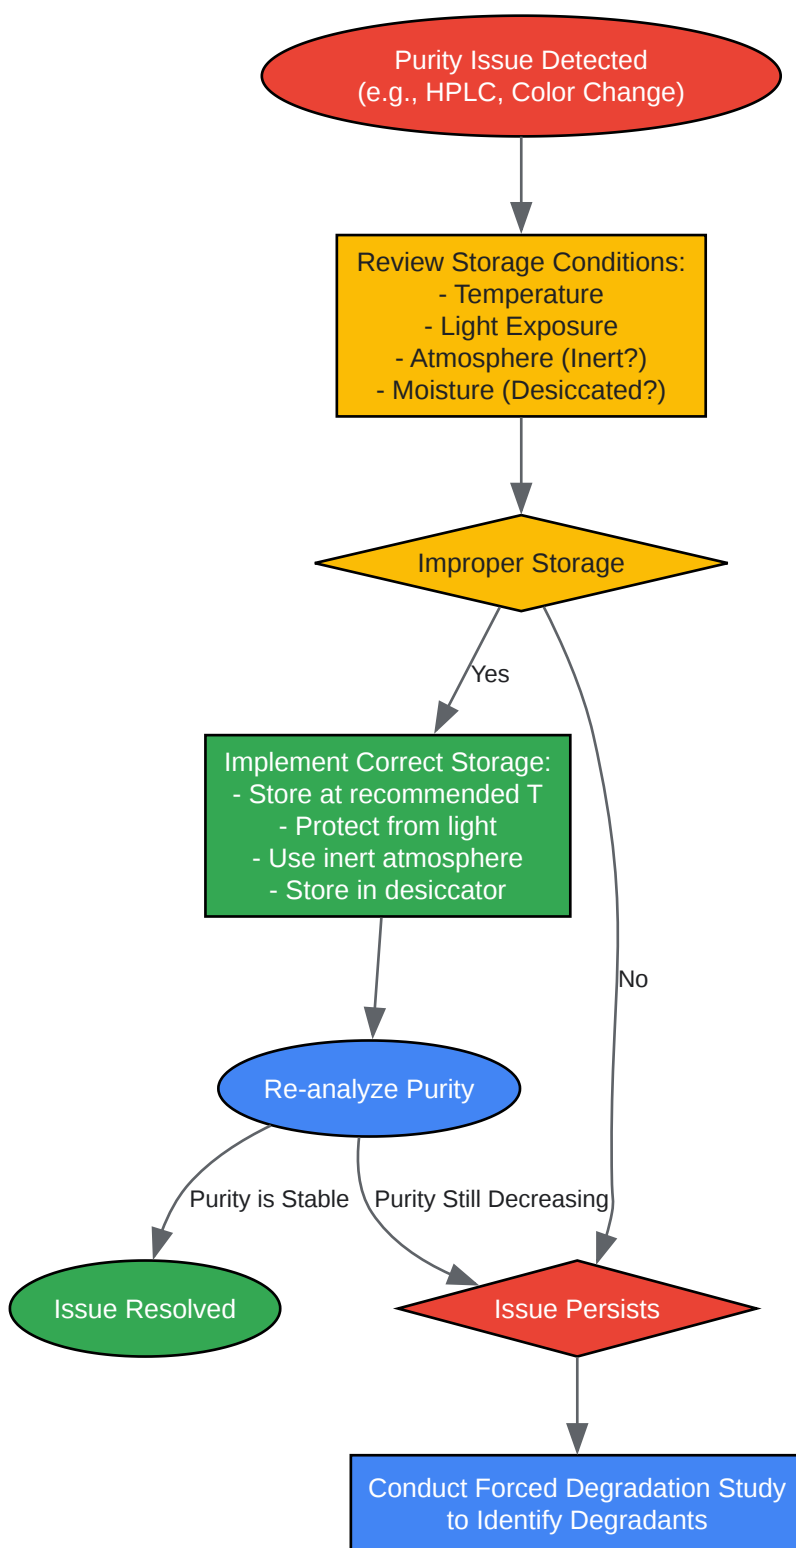 Purity Issue Detected
(e.g., HPLC, Color Change)
Review Storage Conditions:
- Temperature
- Light Exposure
- Atmosphere (Inert?)
- Moisture (Desiccated?)
Improper Storage
Yes
Implement Correct Storage:
- Store at recommended T
- Protect from light
- Use inert atmosphere
- Store in desiccator
No
Re-analyze Purity
Purity is Stable
Purity Still Decreasing
Issue Resolved
Issue Persists
Conduct Forced Degradation Study
to Identify Degradants